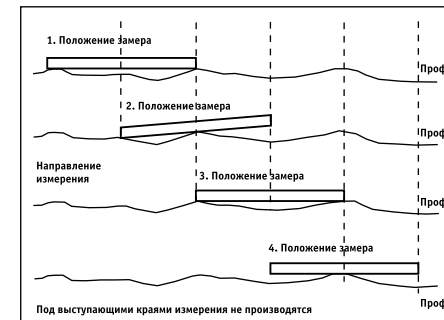 1. Положение замера
Проф
2. Положение замера
Проф
Направление
измерения
3. Положение замера
Проф
4. Положение замера
Под выступающими краями измерения не производятся
Проф